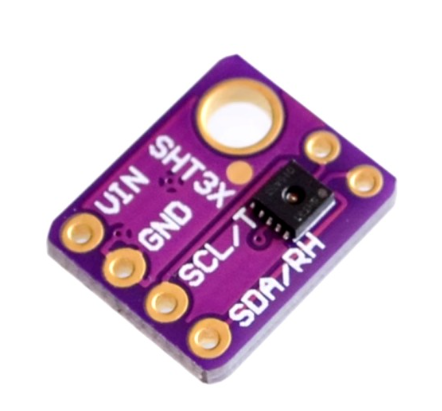 SHT3X
VIN
GND
SCL/T
SDA/RH